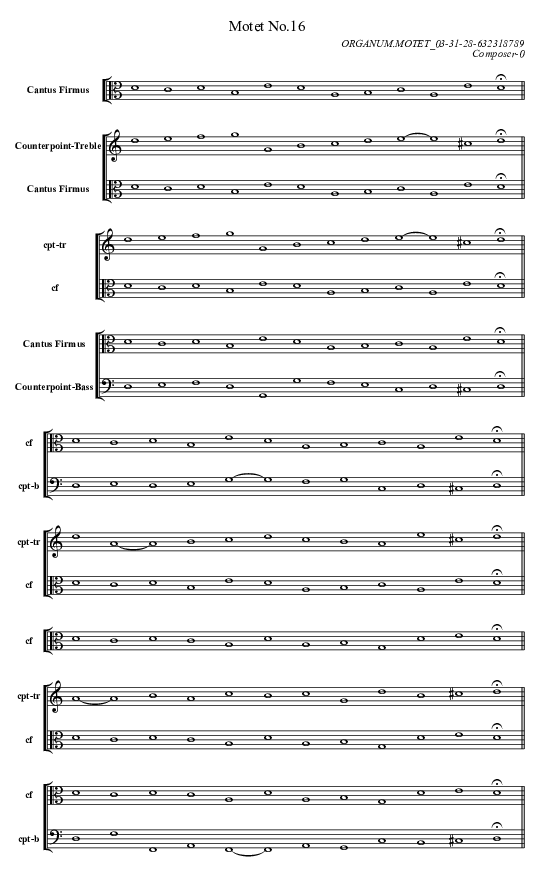 Motet No.16
ORGANUM.MOTET_03-31-28-632318789
Composer-0
Cantus Firmus
Counterpoint-Treble
Cantus Firmus
cpt-tr
cf
Cantus Firmus
Counterpoint-Bass
cf
cpt-b
cpt-tr
cf
cf
cpt-tr
cf
cf
cpt-b